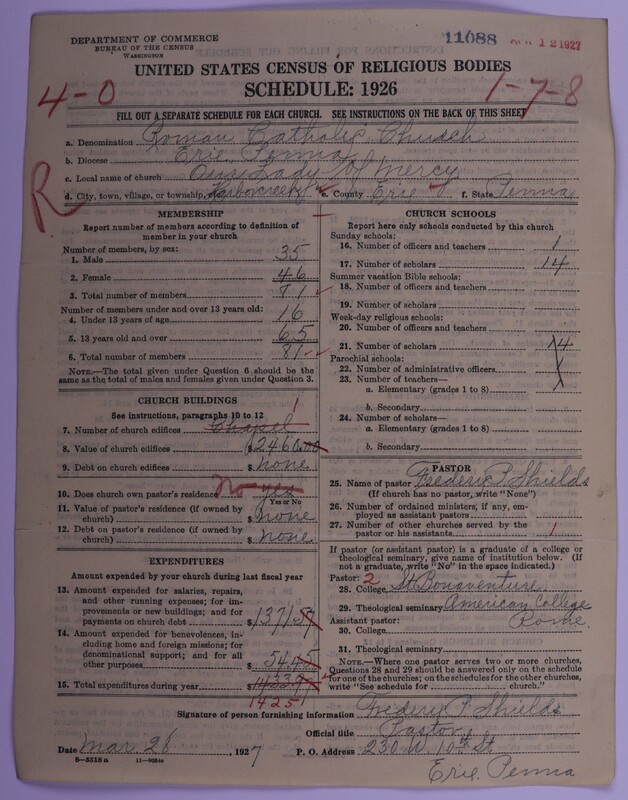 DEPARTMENT OF COMMERCE
BUREAU OF THE CENSUS
WASHINGTON
11088 12 1927
UNITED STATES CENSUS OF RELIGIOUS BODIES
SCHEDULE: 1926
4-0
1-7-8
FILL OUT A SEPARATE SCHEDULE FOR EACH CHURCH. SEE INSTRUCTIONS ON THE BACK OF THIS SHEET
a. Denomination Roman Catholic Church
b. Diocese Erie, Penna
c. Local name of church Our Lady of Mercy
R
d. City, town, village, or township Harborcreek e. County Erie f. State Penna
MEMBERSHIP
Report number of members according to definition of member in your church
Number of members, by sex:
1. Male 35
2. Female 46
3. Total number of members 81
Number of members under and over 13 years old:
4. Under 13 years of age 16
5. 13 years old and over 65
6. Total number of members 81
NOTE.—The total given under Question 6 should be the same as the total of males and females given under Question 3.
CHURCH BUILDINGS
See instructions, paragraphs 10 to 12
1
7. Number of church edifices Chapel
8. Value of church edifices $2460.00
9. Debt on church edifices $ none
10. Does church own pastor's residence? No yes
Yes or No
11. Value of pastor's residence (if owned by church) $ none
12. Debt on pastor's residence (if owned by church) $ none
EXPENDITURES
Amount expended by your church during last fiscal year
13. Amount expended for salaries, repairs, and other running expenses; for improvements or new buildings; and for payments on church debt $
14. Amount expended for benevolences, including home and foreign missions; for denominational support; and for all other purposes $
15. Total expenditures during year $
1425
CHURCH SCHOOLS
Report here only schools conducted by this church
Sunday schools:
16. Number of officers and teachers 1
17. Number of scholars 14
Summer vacation Bible schools:
18. Number of officers and teachers
19. Number of scholars
Week-day religious schools:
20. Number of officers and teachers
21. Number of scholars
Parochial schools:
22. Number of administrative officers
23. Number of teachers—
a. Elementary (grades 1 to 8)
b. Secondary
24. Number of scholars—
a. Elementary (grades 1 to 8)
b. Secondary
PASTOR
25. Name of pastor Frederic P. Shields
(If church has no pastor, write "None")
26. Number of ordained ministers, if any, employed as assistant pastors
27. Number of other churches served by the pastor or his assistants 1
If pastor (or assistant pastor) is a graduate of a college or theological seminary, give name of institution below. (If not a graduate, write "No" in the space indicated.)
Pastor: 2
28. College St. Bonaventure
29. Theological seminary American College
Rome.
Assistant pastor:
30. College
31. Theological seminary
NOTE.—Where one pastor serves two or more churches, Questions 28 and 29 should be answered only on the schedule for one of the churches; on the schedules for the other churches, write "See schedule for church."
Signature of person furnishing information Frederic P. Shields
Official title Pastor
Date Mar. 26, 1927 P. O. Address 230 W. 10th St
8-5318 a 11-9024a
Erie, Penna